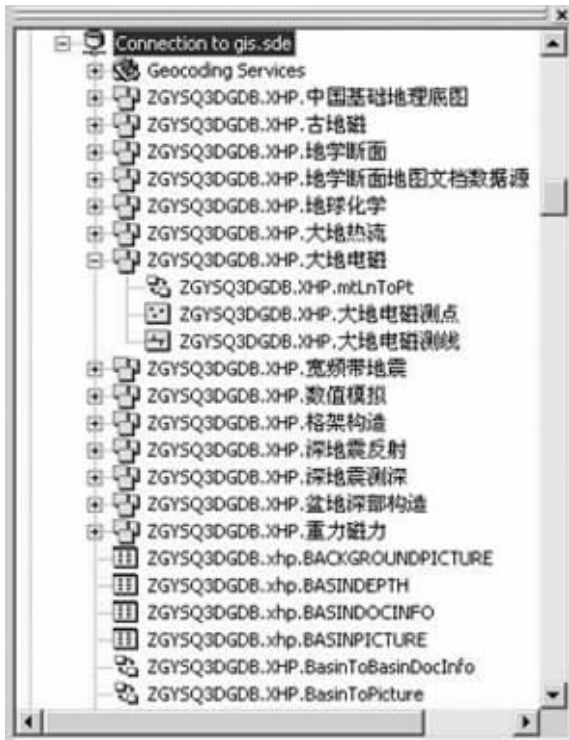 Connection to gis.sde
Geocoding Services
ZGYSQ3DGDB.XHP.中国基础地理底图
ZGYSQ3DGDB.XHP.古地磁
ZGYSQ3DGDB.XHP.地学断面
ZGYSQ3DGDB.XHP.地学断面地图文档数据源
ZGYSQ3DGDB.XHP.地球化学
ZGYSQ3DGDB.XHP.大地热流
ZGYSQ3DGDB.XHP.大地电磁
ZGYSQ3DGDB.XHP.mtLnToPt
ZGYSQ3DGDB.XHP.大地电磁测点
ZGYSQ3DGDB.XHP.大地电磁测线
ZGYSQ3DGDB.XHP.宽频带地震
ZGYSQ3DGDB.XHP.数值模拟
ZGYSQ3DGDB.XHP.格架构造
ZGYSQ3DGDB.XHP.深地震反射
ZGYSQ3DGDB.XHP.深地震测深
ZGYSQ3DGDB.XHP.盆地深部构造
ZGYSQ3DGDB.XHP.重力磁力
ZGYSQ3DGDB.xhp.BACKGROUNDPICTURE
ZGYSQ3DGDB.xhp.BASINDEPTH
ZGYSQ3DGDB.xhp.BASINDOCINFO
ZGYSQ3DGDB.xhp.BASINPICTURE
ZGYSQ3DGDB.XHP.BasinToBasinDocInfo
ZGYSQ3DGDB.XHP.BasinToPicture